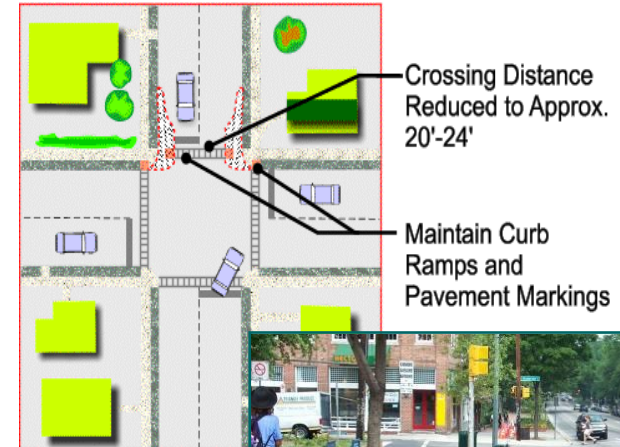 Crossing Distance
Reduced to Approx.
20'-24'
Maintain Curb
Ramps and
Pavement Markings